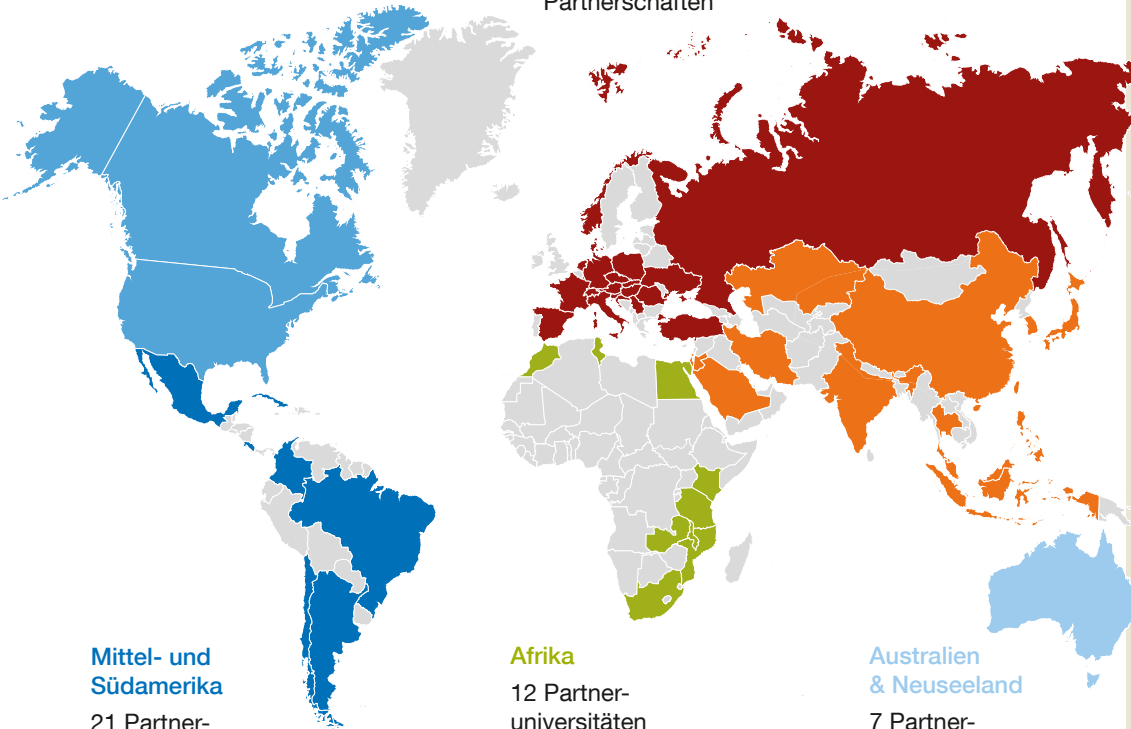 Partnerschaften
Mittel- und
Südamerika
21 Partner-
Afrika
12 Partner-
universitäten
Australien
& Neuseeland
7 Partner-